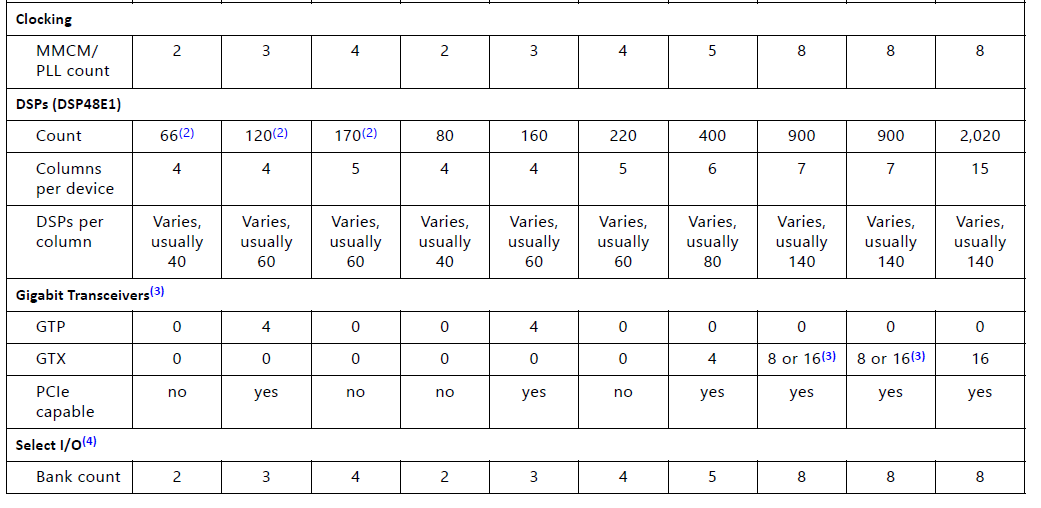 Clocking
MMCM/ PLL count 2 3 4 2 3 4 5 8 8 8
DSPs (DSP48E1)
Count 66(2) 120(2) 170(2) 80 160 220 400 900 900 2,020
Columns per device 4 4 5 4 4 5 6 7 7 15
DSPs per column Varies, usually 40 Varies, usually 60 Varies, usually 60 Varies, usually 40 Varies, usually 60 Varies, usually 60 Varies, usually 80 Varies, usually 140 Varies, usually 140 Varies, usually 140
Gigabit Transceivers(3)
GTP 0 4 0 0 4 0 0 0 0 0
GTX 0 0 0 0 0 0 4 8 or 16(3) 8 or 16(3) 16
PCIe capable no yes no no yes no yes yes yes yes
Select I/O(4)
Bank count 2 3 4 2 3 4 5 8 8 8